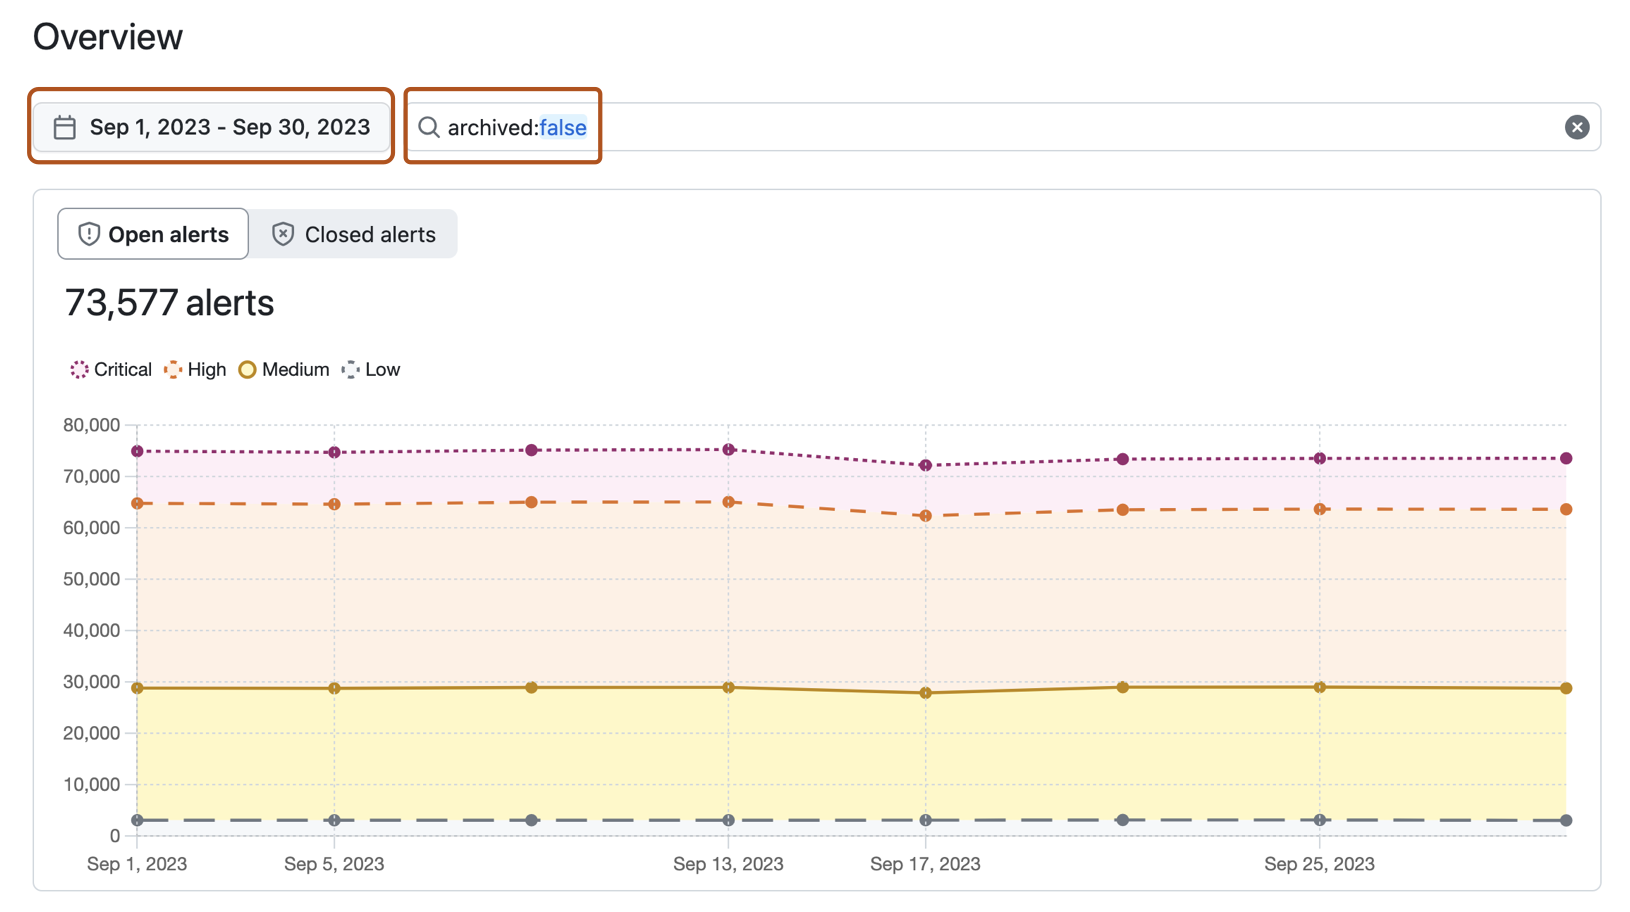 Overview
Sep 1, 2023 - Sep 30, 2023 archived:false
Open alerts Closed alerts
73,577 alerts
Critical High Medium Low
80,000
70,000
60,000
50,000
40,000
30,000
20,000
10,000
0
Sep 1, 2023 Sep 5, 2023 Sep 13, 2023 Sep 17, 2023 Sep 25, 2023